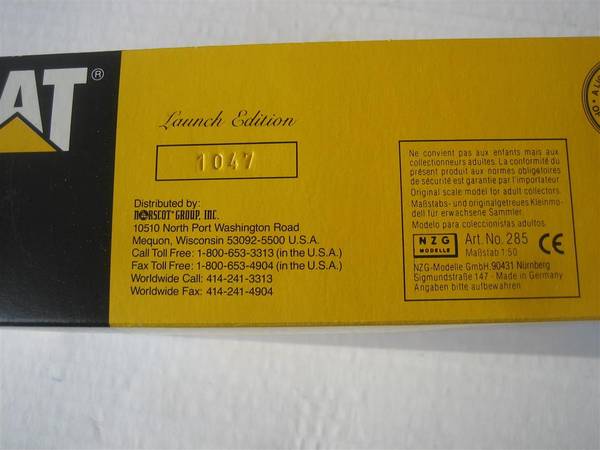 AT®
Launch Edition
1047
Distributed by:
NORSCOT GROUP, INC.
10510 North Port Washington Road
Mequon, Wisconsin 53092-5500 U.S.A.
Call Toll Free: 1-800-653-3313 (in the U.S.A.)
Fax Toll Free: 1-800-653-4904 (in the U.S.A.)
Worldwide Call: 414-241-3313
Worldwide Fax: 414-241-4904
Ne convient pas aux enfants mais aux
collectionneurs adultes. La conformité du
présent produit aux normes obligatoires
de sécurité est garantie par l'importateur.
Original scale model for adult collectors.
Maßstabs- und originalgetreues Kleinmo-
dell für erwachsene Sammler.
Modelo para coleccionistas adultos.
NZG Art. No. 285 CE
MODELLE Maßstab 1:50
NZG-Modelle GmbH, 90431 Nürnberg
Sigmundstraße 147 - Made in Germany
Angaben bitte aufbewahren